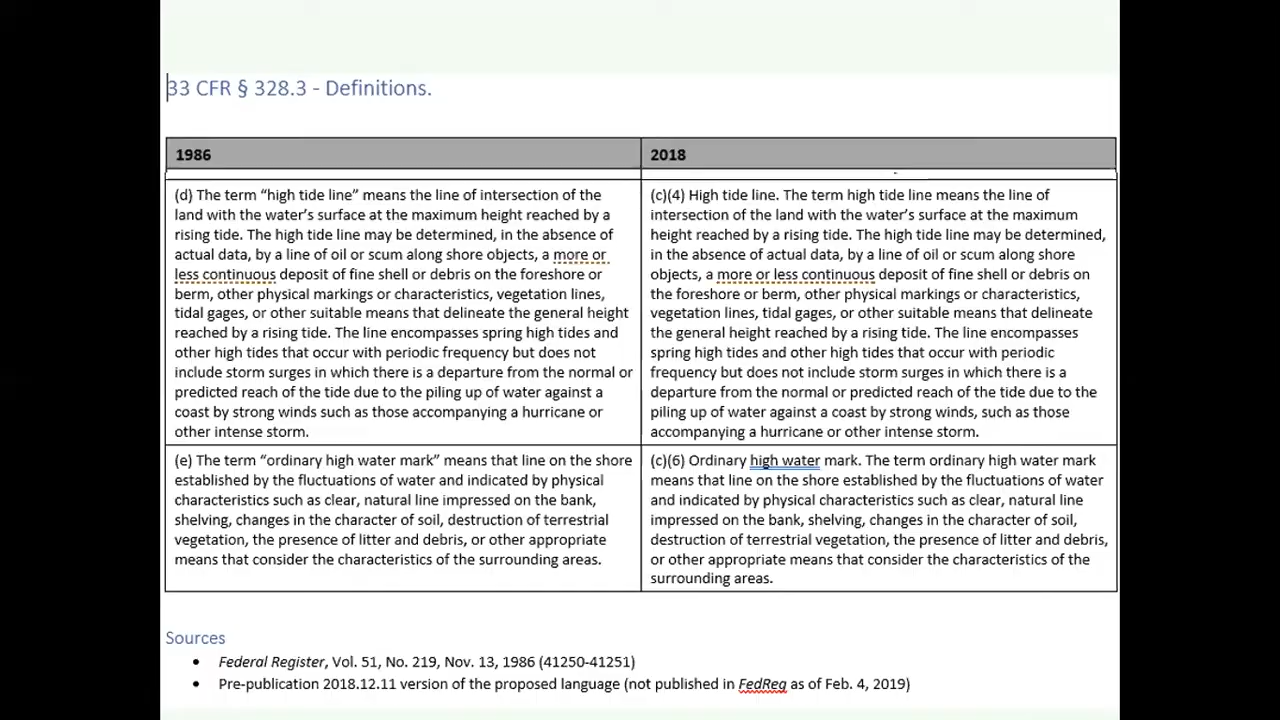 33 CFR § 328.3 - Definitions.
1986
2018
(d) The term “high tide line” means the line of intersection of the
land with the water’s surface at the maximum height reached by a
rising tide. The high tide line may be determined, in the absence of
actual data, by a line of oil or scum along shore objects, a more or
less continuous deposit of fine shell or debris on the foreshore or
berm, other physical markings or characteristics, vegetation lines,
tidal gages, or other suitable means that delineate the general height
reached by a rising tide. The line encompasses spring high tides and
other high tides that occur with periodic frequency but does not
include storm surges in which there is a departure from the normal or
predicted reach of the tide due to the piling up of water against a
coast by strong winds such as those accompanying a hurricane or
other intense storm.
(c)(4) High tide line. The term high tide line means the line of
intersection of the land with the water’s surface at the maximum
height reached by a rising tide. The high tide line may be determined,
in the absence of actual data, by a line of oil or scum along shore
objects, a more or less continuous deposit of fine shell or debris on
the foreshore or berm, other physical markings or characteristics,
vegetation lines, tidal gages, or other suitable means that delineate
the general height reached by a rising tide. The line encompasses
spring high tides and other high tides that occur with periodic
frequency but does not include storm surges in which there is a
departure from the normal or predicted reach of the tide due to the
piling up of water against a coast by strong winds, such as those
accompanying a hurricane or other intense storm.
(e) The term “ordinary high water mark” means that line on the shore
established by the fluctuations of water and indicated by physical
characteristics such as clear, natural line impressed on the bank,
shelving, changes in the character of soil, destruction of terrestrial
vegetation, the presence of litter and debris, or other appropriate
means that consider the characteristics of the surrounding areas.
(c)(6) Ordinary high water mark. The term ordinary high water mark
means that line on the shore established by the fluctuations of water
and indicated by physical characteristics such as clear, natural line
impressed on the bank, shelving, changes in the character of soil,
destruction of terrestrial vegetation, the presence of litter and debris,
or other appropriate means that consider the characteristics of the
surrounding areas.
Sources
• Federal Register, Vol. 51, No. 219, Nov. 13, 1986 (41250-41251)
• Pre-publication 2018.12.11 version of the proposed language (not published in FedReg as of Feb. 4, 2019)